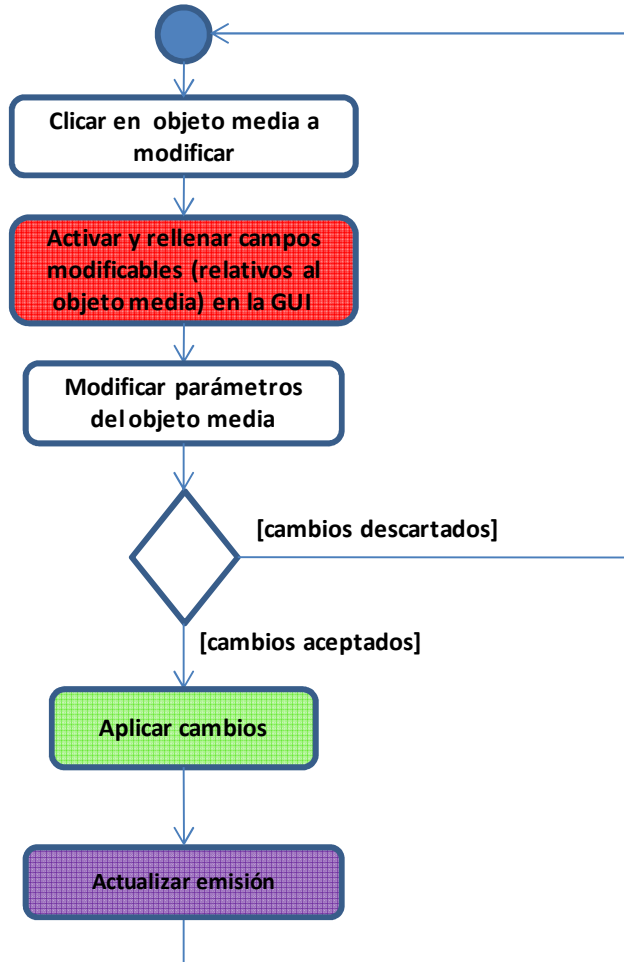 Clicar en objeto media a
modificar
Activar y rellenar campos
modificables (relativos al
objeto media) en la GUI
Modificar parámetros
del objeto media
[cambios descartados]
[cambios aceptados]
Aplicar cambios
Actualizar emisión